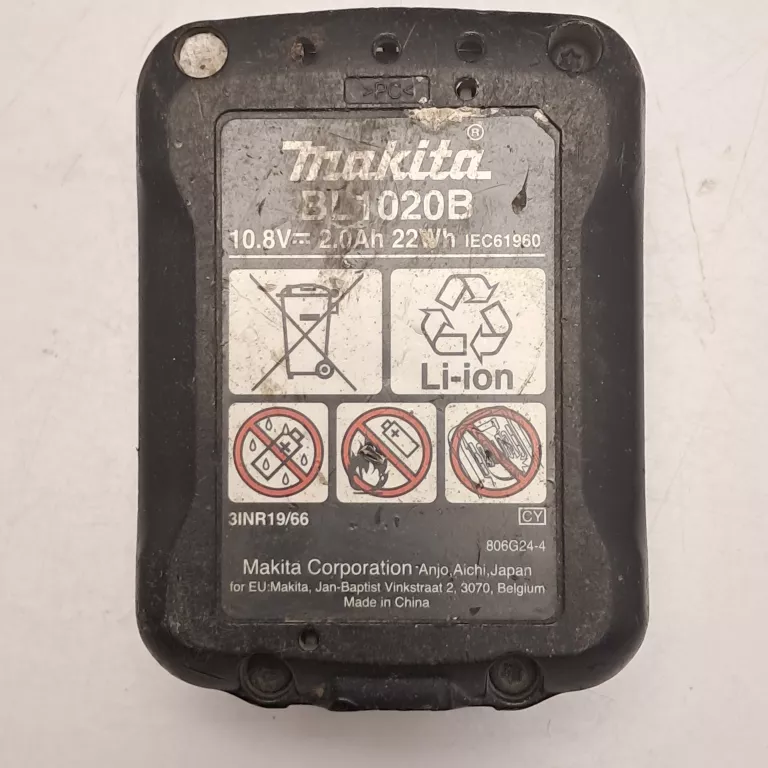 >PC<
makita®
BL1020B
10.8V⎓ 2.0Ah 22Wh IEC61960
Li-ion
3INR19/66
CY
806G24-4
Makita Corporation Anjo, Aichi, Japan
for EU:Makita, Jan-Baptist Vinkstraat 2, 3070, Belgium
Made in China